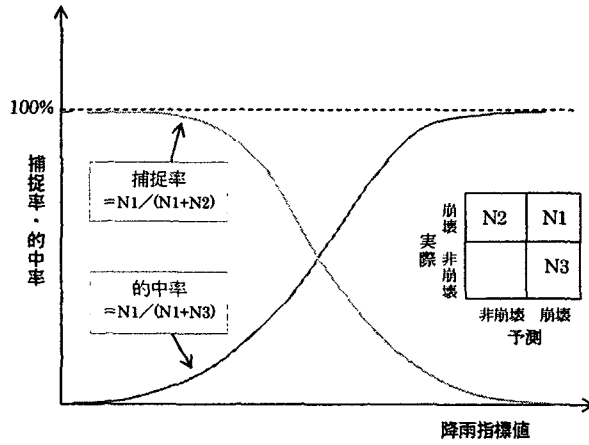 100%
捕捉率・的中率
捕捉率
=N1／(N1+N2)
的中率
=N1／(N1+N3)
実際
崩壊
非崩壊
N2 N1
N3
非崩壊 崩壊
予測
降雨指標値